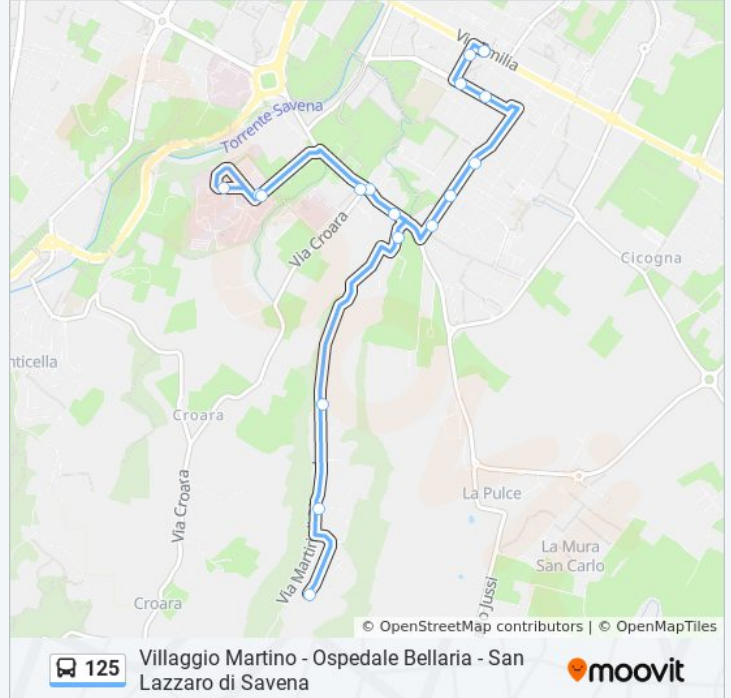 Via Emilia
Torrente Savena
Via Croara
Cicogna
nticella
Croara
Via Croara
La Pulce
La Mura
San Carlo
Via Martiri
Croara
o Jussi
© OpenStreetMap contributors | © OpenMapTiles
125
Villaggio Martino - Ospedale Bellaria - San
Lazzaro di Savena
moovit